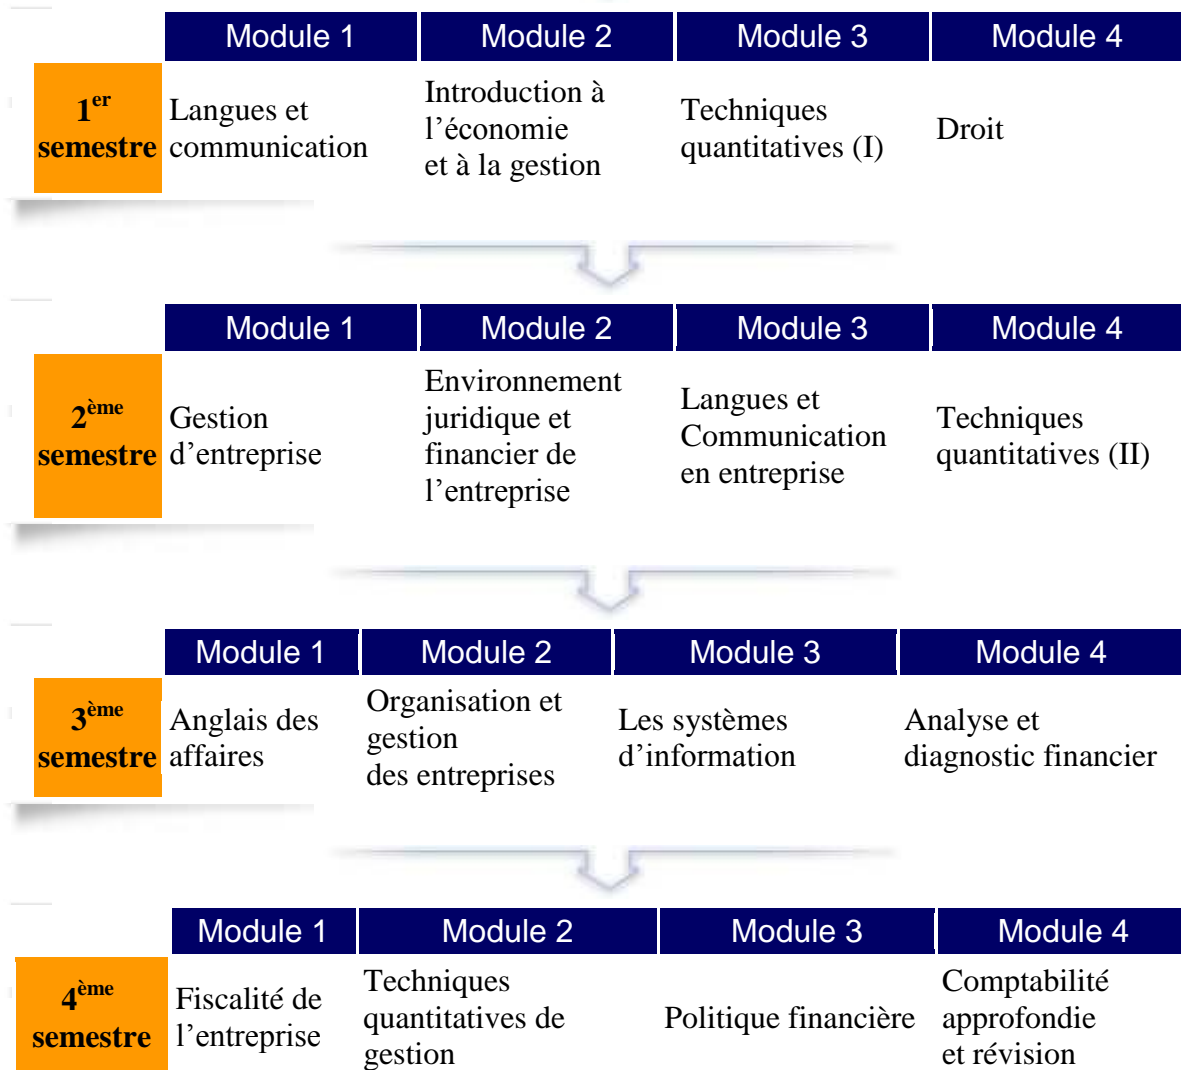 Module 1 Module 2 Module 3 Module 4
1er semestre
Langues et
communication
Introduction à
l’économie
et à la gestion
Techniques
quantitatives (I)
Droit
Module 1 Module 2 Module 3 Module 4
2ème semestre
Gestion
d’entreprise
Environnement
juridique et
financier de
l’entreprise
Langues et
Communication
en entreprise
Techniques
quantitatives (II)
Module 1 Module 2 Module 3 Module 4
3ème semestre
Anglais des
affaires
Organisation et
gestion
des entreprises
Les systèmes
d’information
Analyse et
diagnostic financier
Module 1 Module 2 Module 3 Module 4
4ème semestre
Fiscalité de
l’entreprise
Techniques
quantitatives de
gestion
Politique financière
Comptabilité
approfondie
et révision